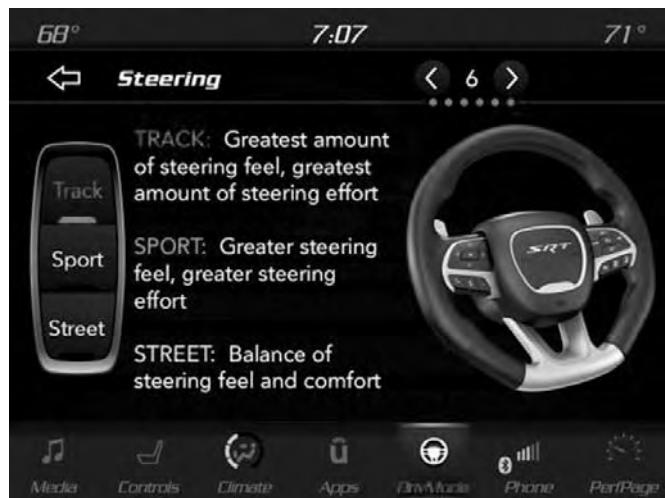 68° 7:07 71°
Steering 6
TRACK: Greatest amount
of steering feel, greatest
amount of steering effort
Track
Sport
Street
SPORT: Greater steering
feel, greater steering
effort
STREET: Balance of
steering feel and comfort
SRT
Media Controls Climate Apps DrvMode Phone PerfPage